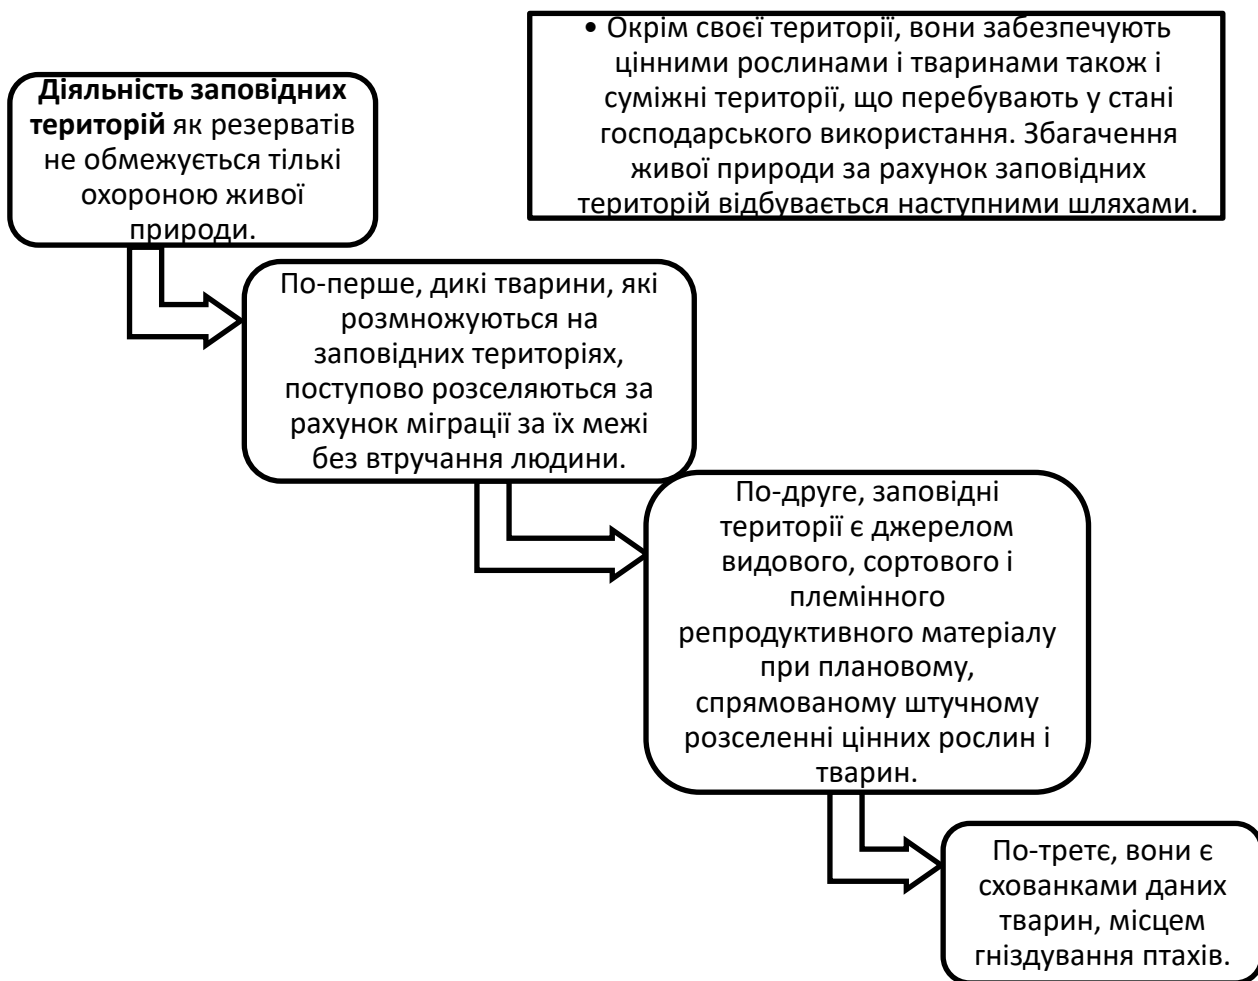 Діяльність заповідних
територій як резерватів
не обмежується тількі
охороною живої
природи.
• Окрім своєї території, вони забезпечують
цінними рослинами і тваринами також і
суміжні території, що перебувають у стані
господарського використання. Збагачення
живої природи за рахунок заповідних
територій відбувається наступними шляхами.
По-перше, дикі тварини, які
розмножуються на
заповідних територіях,
поступово розселяються за
рахунок міграції за їх межі
без втручання людини.
По-друге, заповідні
території є джерелом
видового, сортового і
племінного
репродуктивного матеріалу
при плановому,
спрямованому штучному
розселенні цінних рослин і
тварин.
По-третє, вони є
схованками даних
тварин, місцем
гніздування птахів.